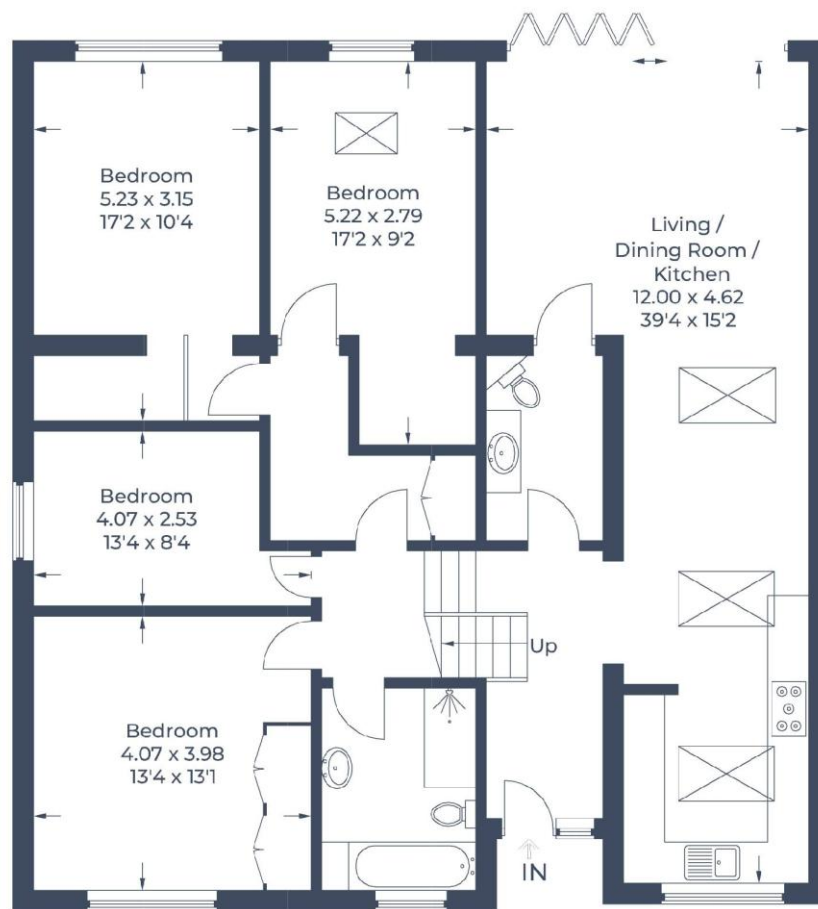 Bedroom
5.23 x 3.15
17'2 x 10'4
Bedroom
5.22 x 2.79
17'2 x 9'2
Living /
Dining Room /
Kitchen
12.00 x 4.62
39'4 x 15'2
Bedroom
4.07 x 2.53
13'4 x 8'4
Up
Bedroom
4.07 x 3.98
13'4 x 13'1
IN